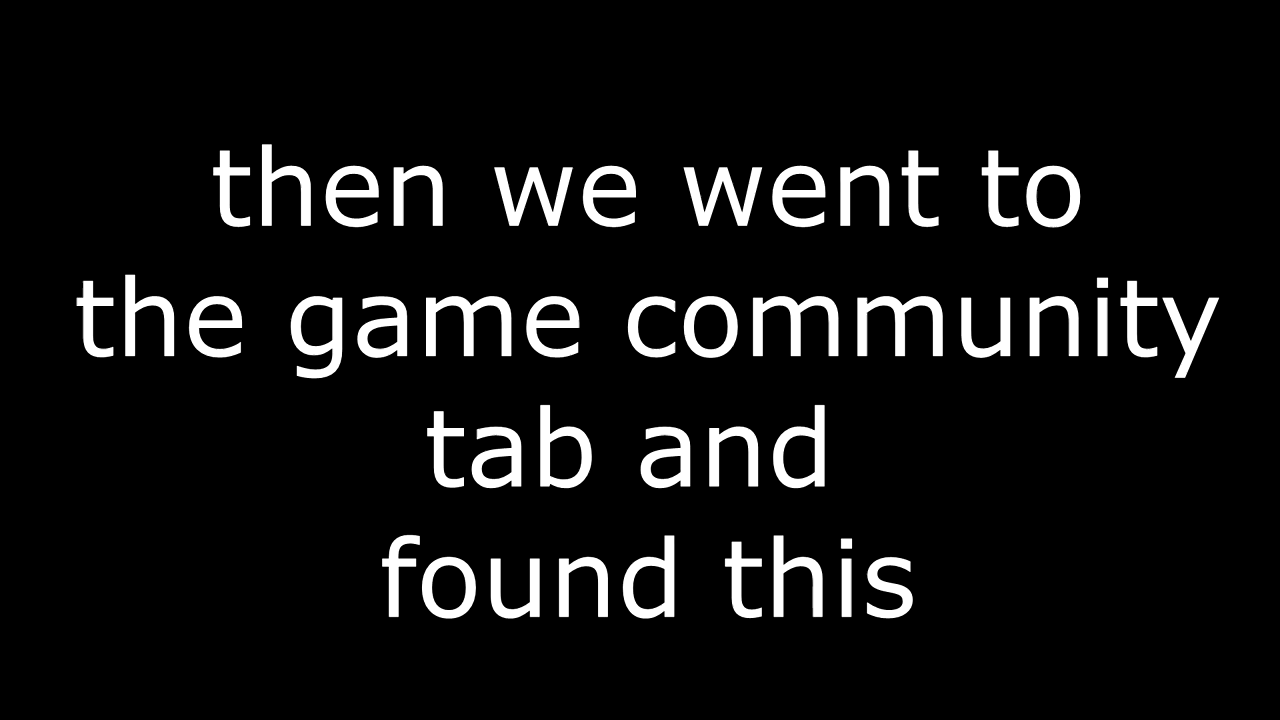 then we went to
the game community
tab and
found this